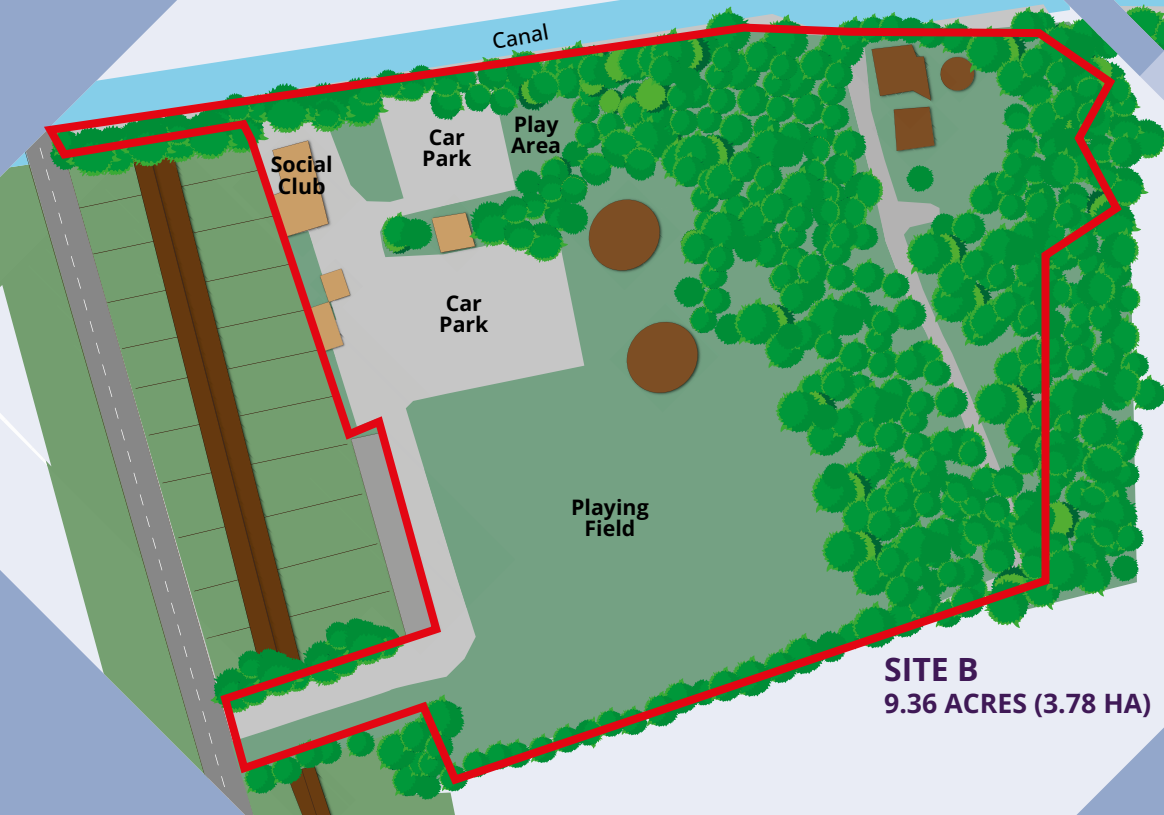 Canal
Car
Park
Play
Area
Social
Club
Car
Park
Playing
Field
SITE B
9.36 ACRES (3.78 HA)